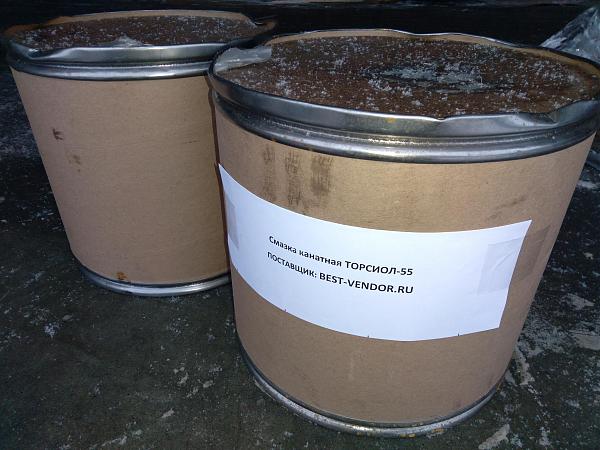 Смазка канатная ТОРСИОЛ-55
ПОСТАВЩИК: BEST-VENDOR.RU